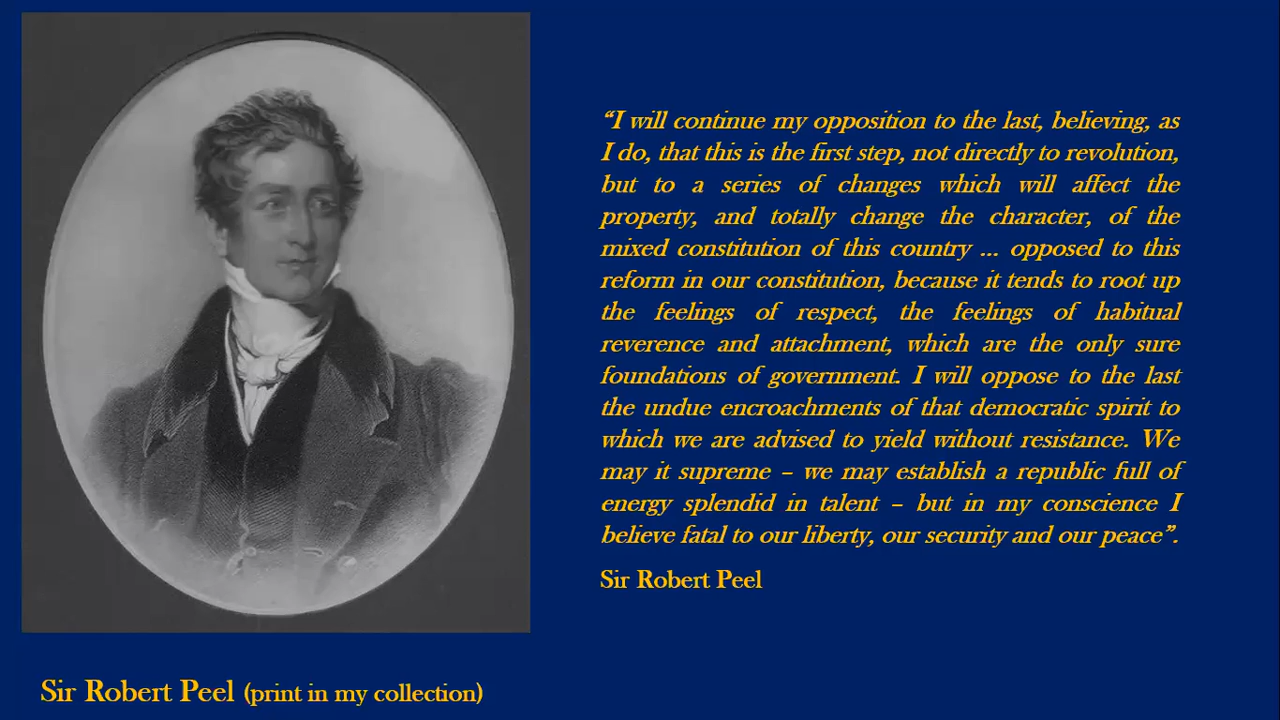 “I will continue my opposition to the last, believing, as
I do, that this is the first step, not directly to revolution,
but to a series of changes which will affect the
property, and totally change the character, of the
mixed constitution of this country ... opposed to this
reform in our constitution, because it tends to root up
the feelings of respect, the feelings of habitual
reverence and attachment, which are the only sure
foundations of government. I will oppose to the last
the undue encroachments of that democratic spirit to
which we are advised to yield without resistance. We
may it supreme – we may establish a republic full of
energy splendid in talent – but in my conscience I
believe fatal to our liberty, our security and our peace”.
Sir Robert Peel
Sir Robert Peel (print in my collection)